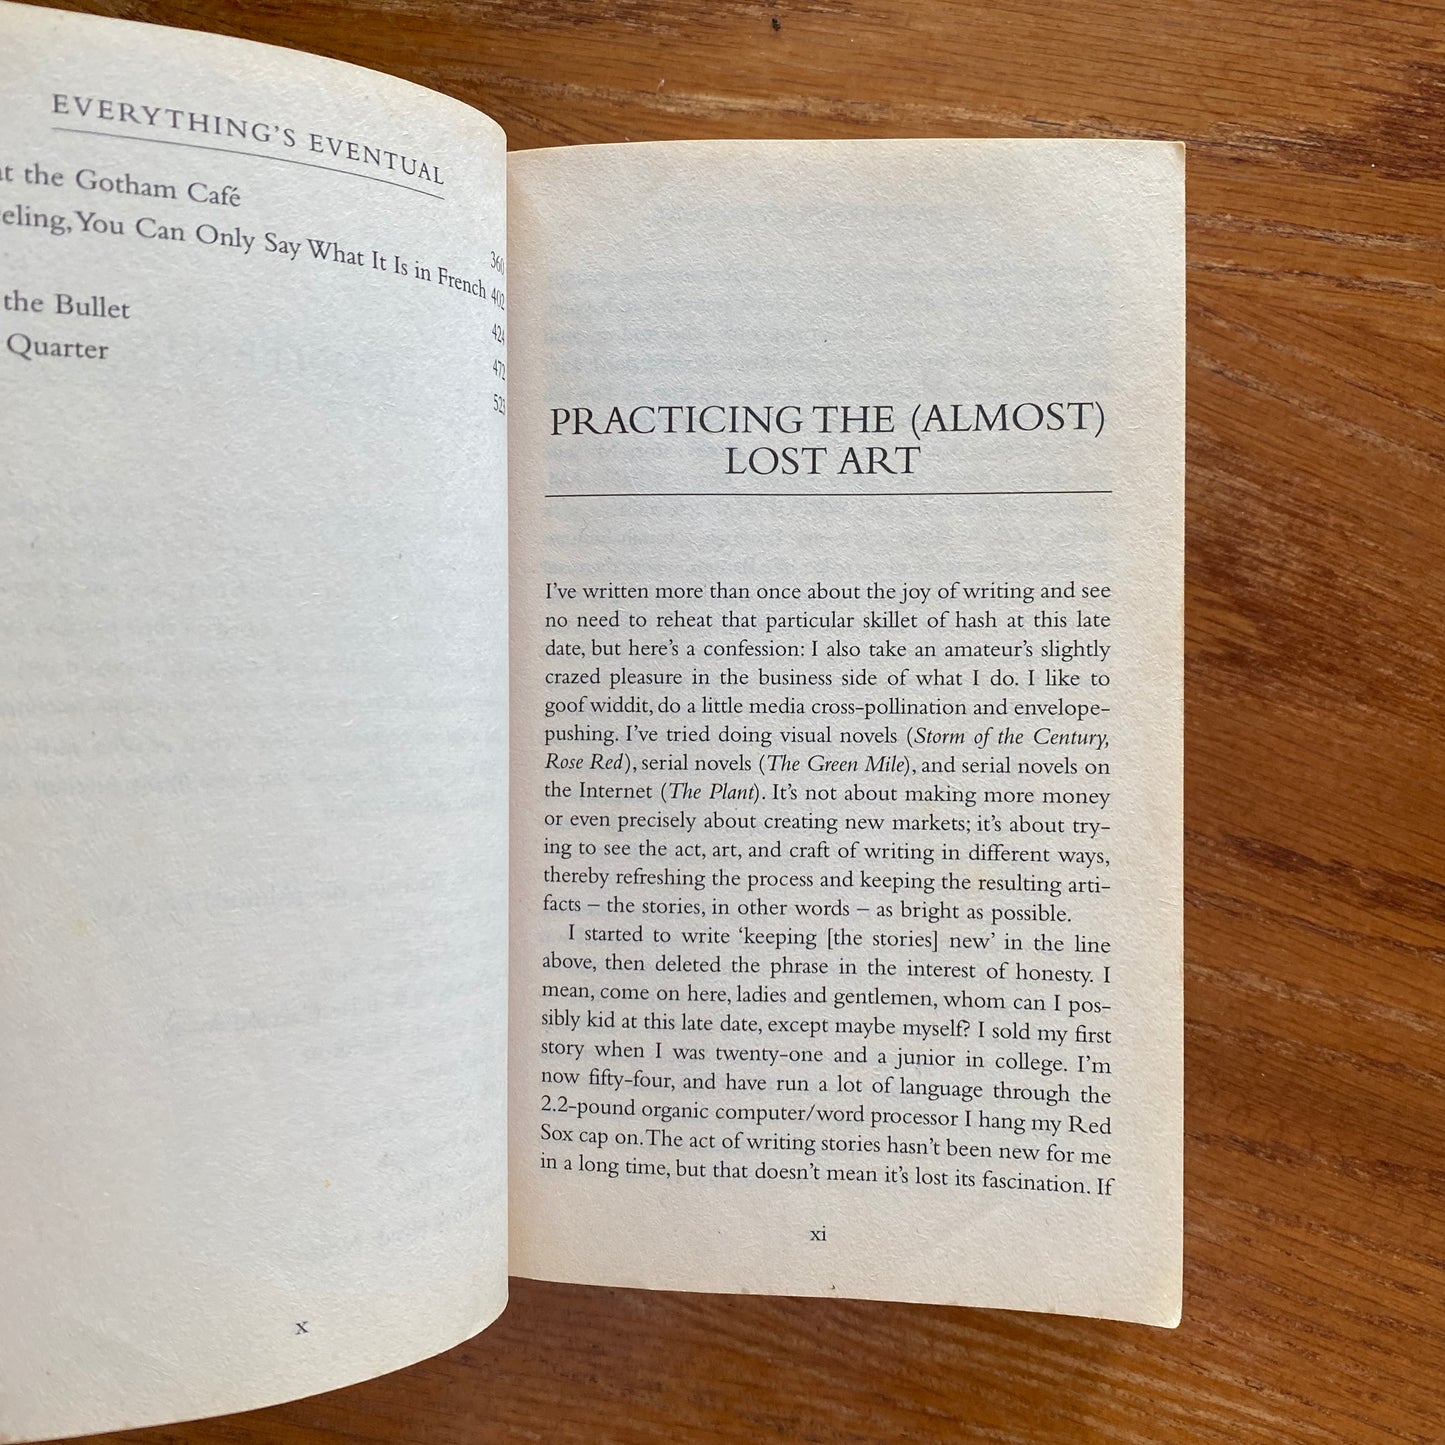 EVERYTHING'S EVENTUAL
at the Gotham Café 360
eling, You Can Only Say What It Is in French 402
424
the Bullet 472
Quarter 523
x
PRACTICING THE (ALMOST)
LOST ART
I've written more than once about the joy of writing and see
no need to reheat that particular skillet of hash at this late
date, but here's a confession: I also take an amateur's slightly
crazed pleasure in the business side of what I do. I like to
goof widdit, do a little media cross-pollination and envelope-
pushing. I've tried doing visual novels (Storm of the Century,
Rose Red), serial novels (The Green Mile), and serial novels on
the Internet (The Plant). It's not about making more money
or even precisely about creating new markets; it's about try-
ing to see the act, art, and craft of writing in different ways,
thereby refreshing the process and keeping the resulting arti-
facts – the stories, in other words – as bright as possible.
I started to write 'keeping [the stories] new' in the line
above, then deleted the phrase in the interest of honesty. I
mean, come on here, ladies and gentlemen, whom can I pos-
sibly kid at this late date, except maybe myself? I sold my first
story when I was twenty-one and a junior in college. I'm
now fifty-four, and have run a lot of language through the
2.2-pound organic computer/word processor I hang my Red
Sox cap on. The act of writing stories hasn't been new for me
in a long time, but that doesn't mean it's lost its fascination. If
xi